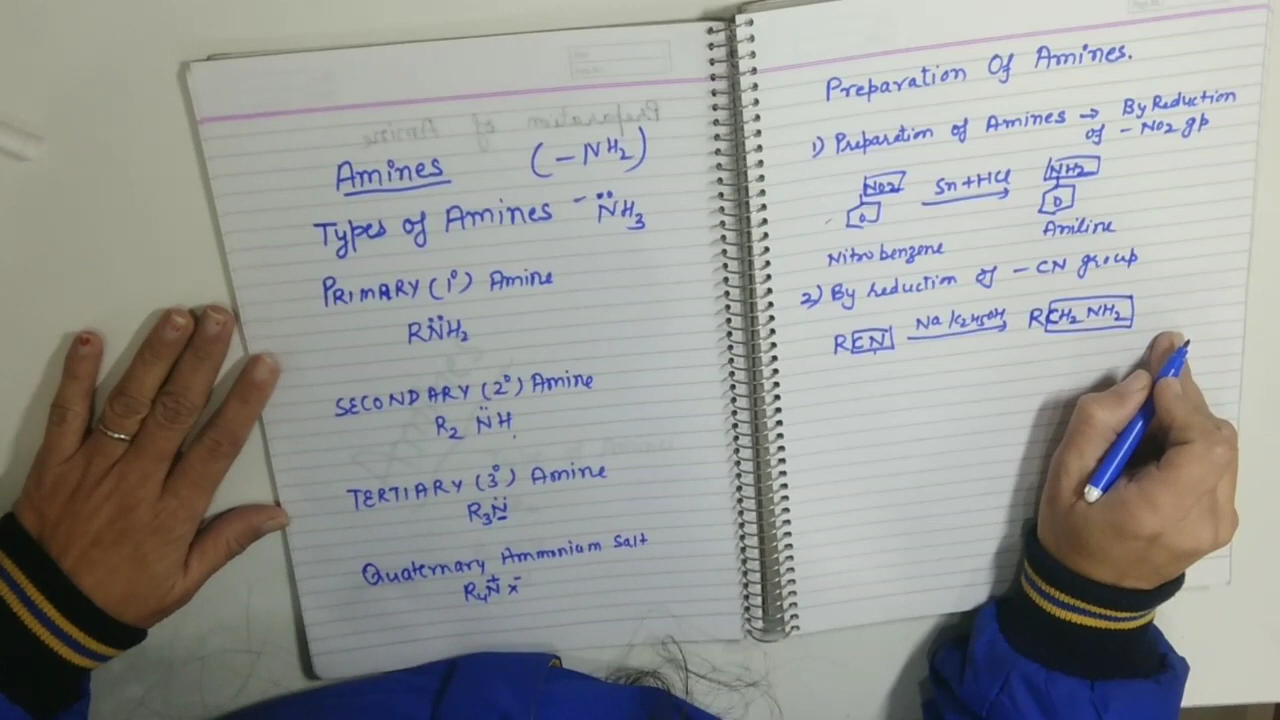 Amines (-NH2)
Types of Amines - N̈H3
PRIMARY (1°) Amine
RN̈H2
SECONDARY (2°) Amine
R2 N̈H
TERTIARY (3°) Amine
R3N̈
Quaternary Ammonium Salt
R4N+ x-
Preparation Of Amines.
1) Preparation of Amines → By Reduction
of - NO2 gp
NO2 Sn+HCl NH2
Nitrobenzene Aniline
2) By reduction of - CN group
RCN Na/C2H5OH RCH2 NH2